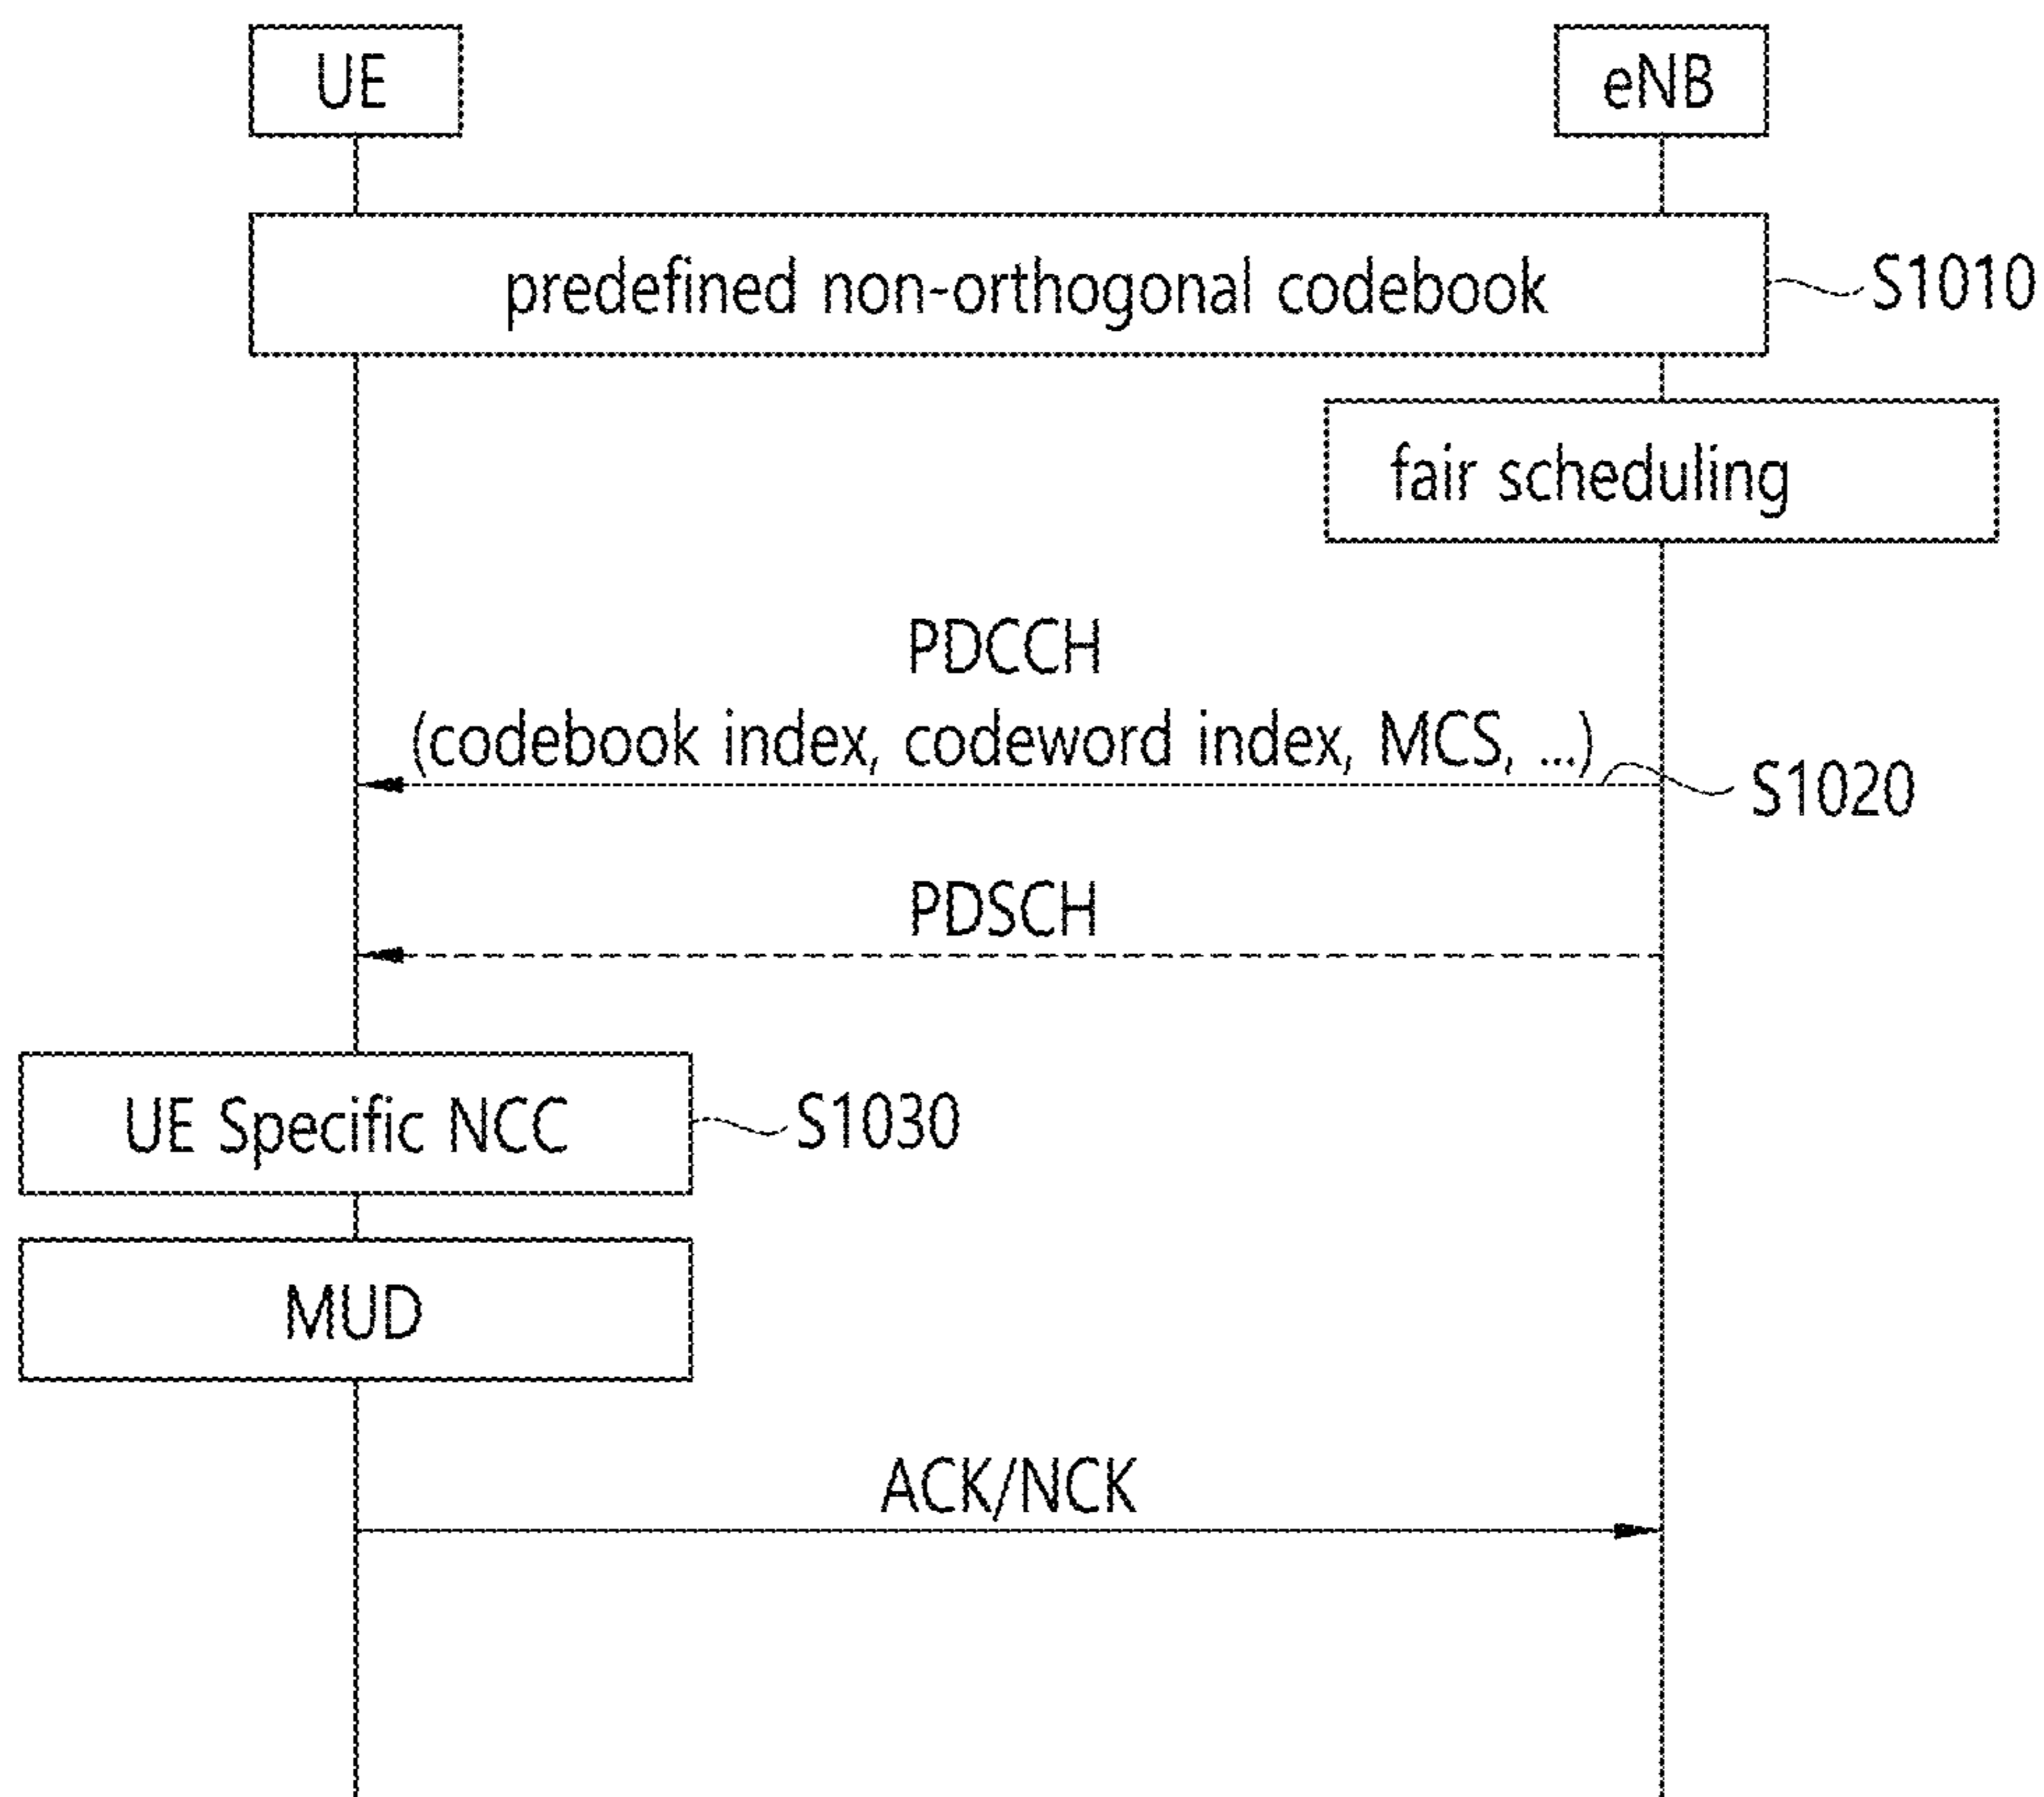 UE
eNB
predefined non-orthogonal codebook
S1010
fair scheduling
PDCCH
(codebook index, codeword index, MCS, ...)
S1020
PDSCH
UE Specific NCC
S1030
MUD
ACK/NCK